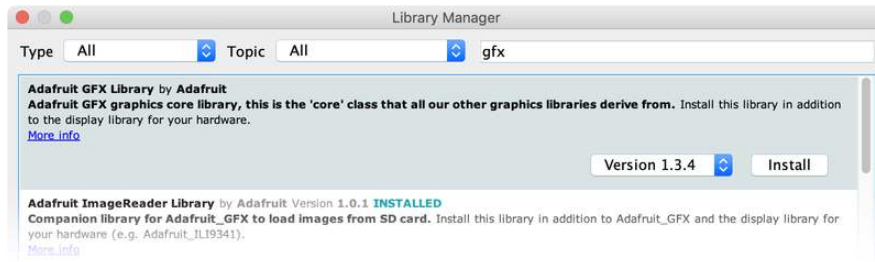 Library Manager
Type All Topic All gfx
Adafruit GFX Library by Adafruit
Adafruit GFX graphics core library, this is the 'core' class that all our other graphics libraries derive from. Install this library in addition
to the display library for your hardware.
More info
Version 1.3.4 Install
Adafruit ImageReader Library by Adafruit Version 1.0.1 INSTALLED
Companion library for Adafruit_GFX to load images from SD card. Install this library in addition to Adafruit_GFX and the display library for
your hardware (e.g. Adafruit_ILI9341).
More info